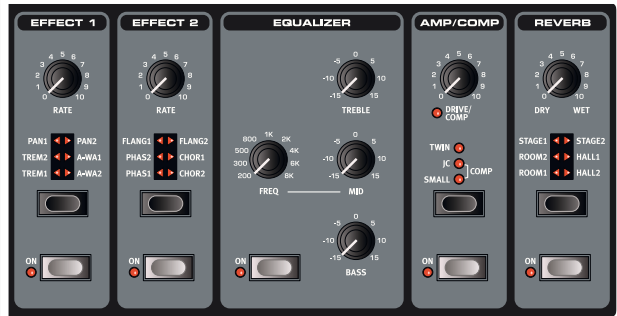 EFFECT 1
3 4 5 6 7
2 8
1 9
0 10
RATE
PAN1 PAN2
TREM2 A-WA1
TREM1 A-WA2
ON
EFFECT 2
3 4 5 6 7
2 8
1 9
0 10
RATE
FLANG1 FLANG2
PHAS2 CHOR1
PHAS1 CHOR2
ON
EQUALIZER
-5 0 5
-10 10
-15 15
TREBLE
800 1K 2K
500 4K
300 6K
200 8K
FREQ
-5 0 5
-10 10
-15 15
MID
-5 0 5
-10 10
-15 15
BASS
ON
AMP/COMP
3 4 5 6 7
2 8
1 9
0 10
DRIVE/
COMP
TWIN
JC
SMALL
COMP
ON
REVERB
3 4 5 6 7
2 8
1 9
0 10
DRY WET
STAGE1 STAGE2
ROOM2 HALL1
ROOM1 HALL2
ON